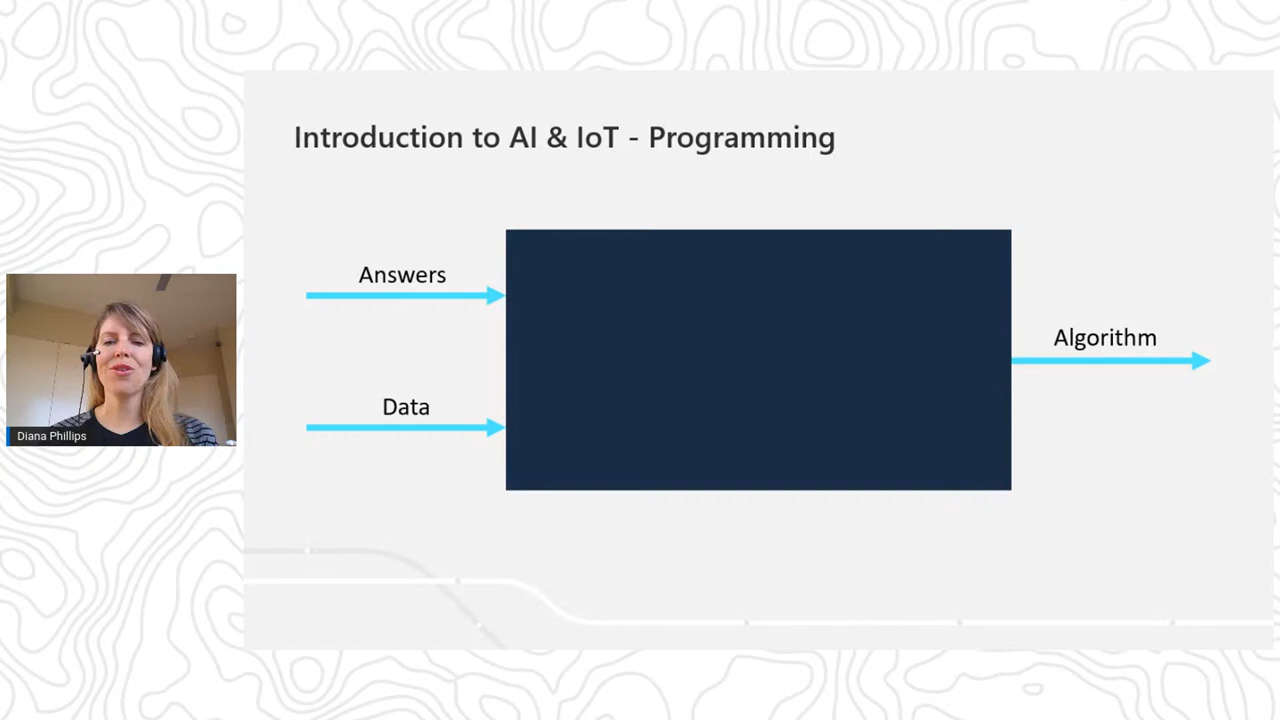 Introduction to AI & IoT - Programming
Answers
Data
Algorithm
Diana Phillips